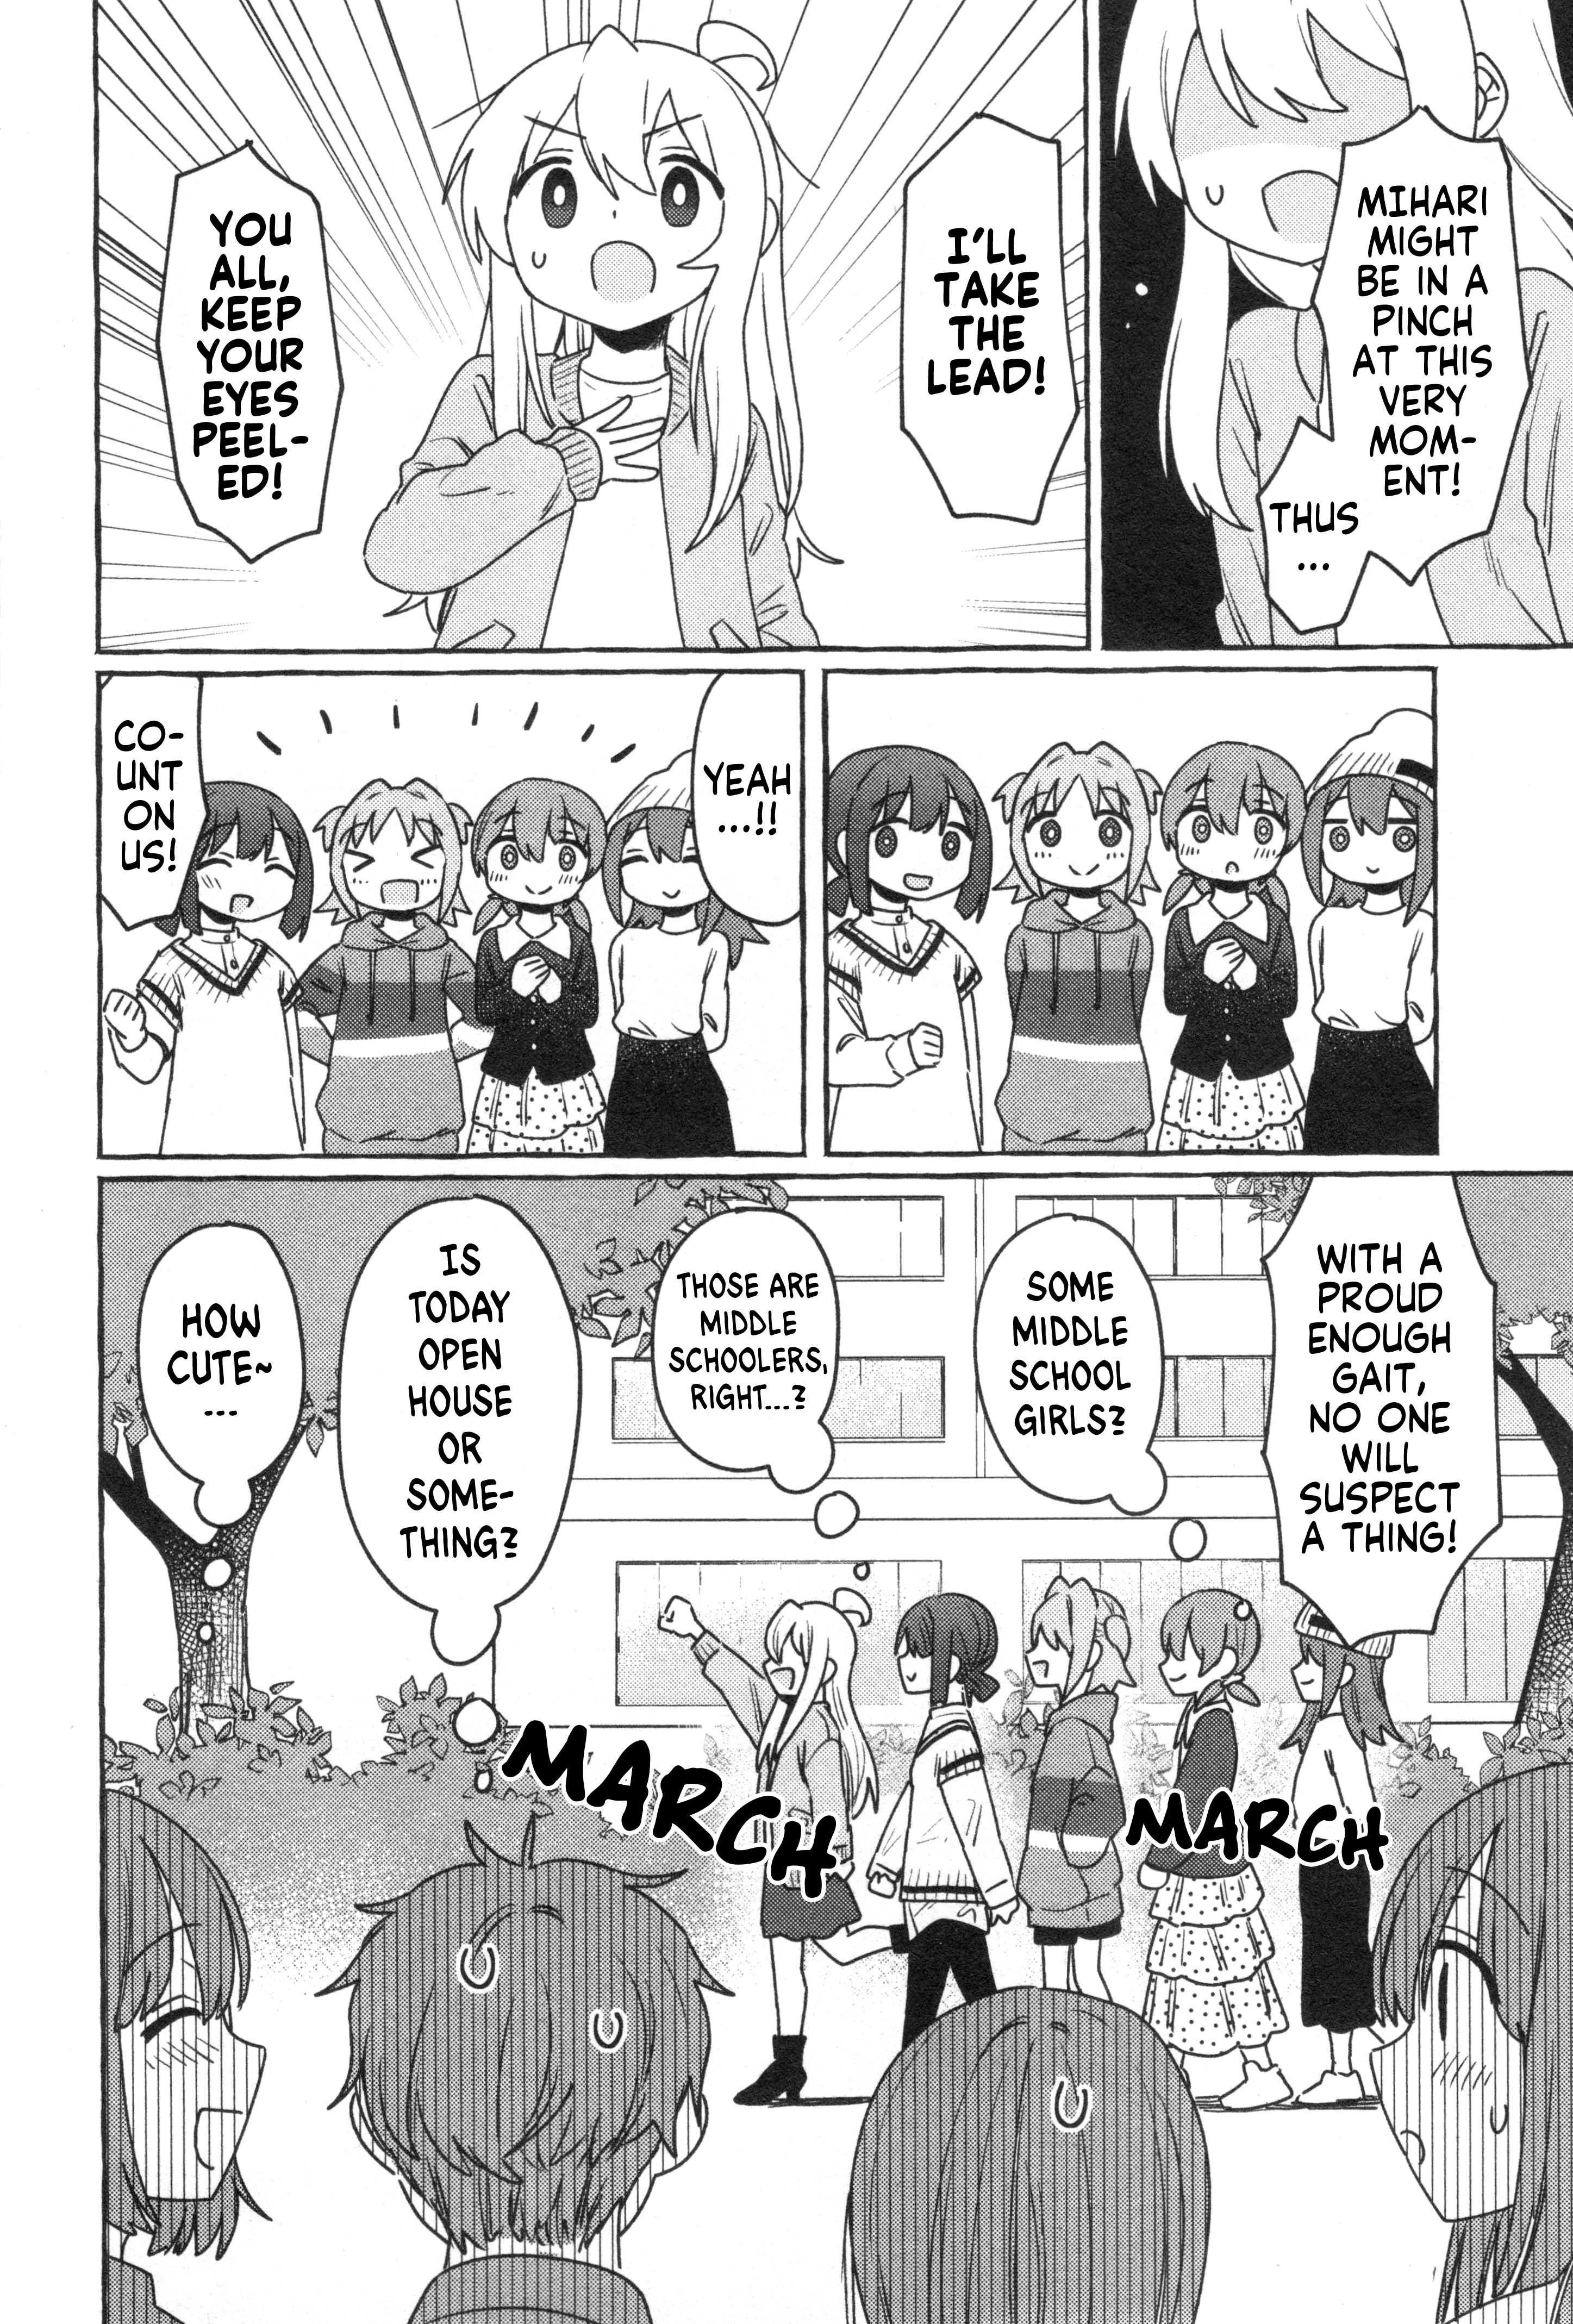 MIHARI
MIGHT
BE IN A
PINCH
AT THIS
VERY
MOM-
ENT!
THUS
...
I'LL
TAKE
THE
LEAD!
YOU
ALL,
KEEP
YOUR
EYES
PEEL-
ED!
YEAH
...!!
CO-
UNT
ON
US!
WITH A
PROUD
ENOUGH
GAIT,
NO ONE
WILL
SUSPECT
A THING!
SOME
MIDDLE
SCHOOL
GIRLS?
THOSE ARE
MIDDLE
SCHOOLERS,
RIGHT...?
IS
TODAY
OPEN
HOUSE
OR
SOME-
THING?
HOW
CUTE~
...
MARCH
MARCH